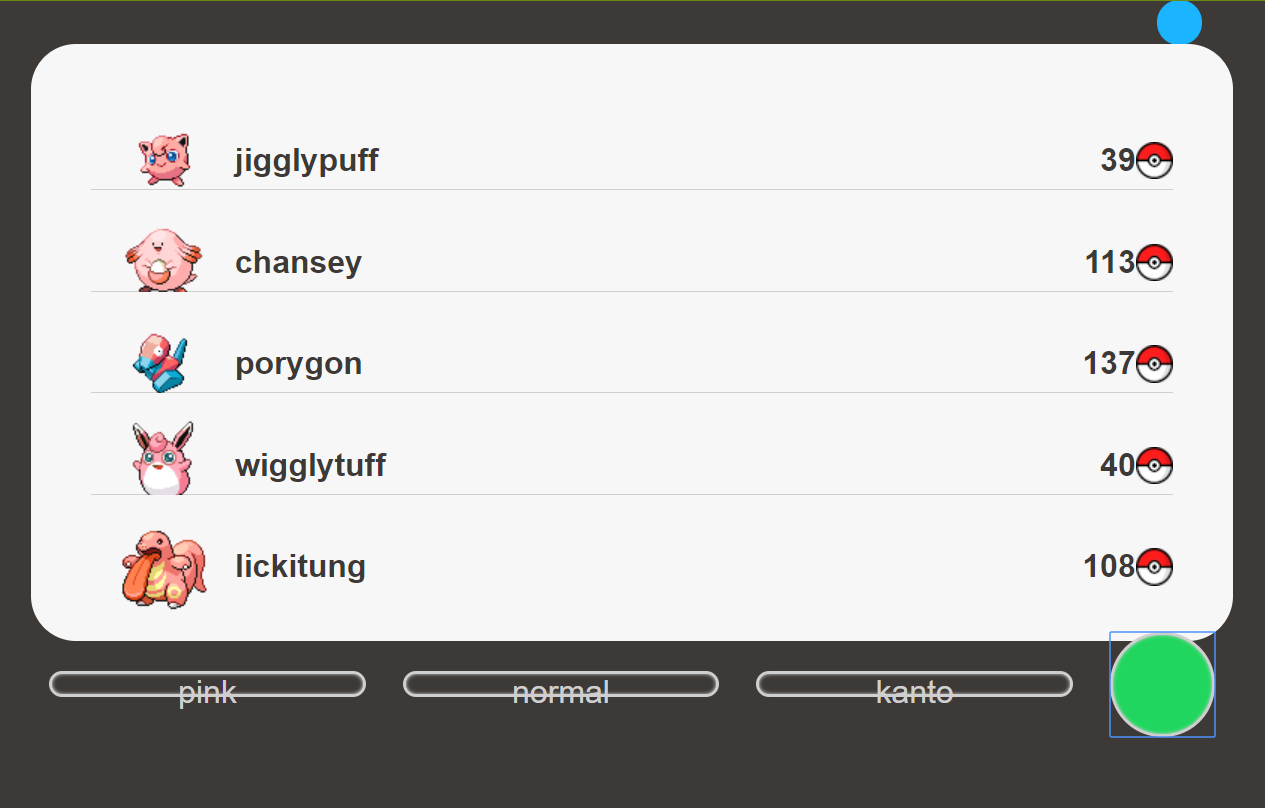 jigglypuff 39
chansey 113
porygon 137
wigglytuff 40
lickitung 108
pink normal kanto